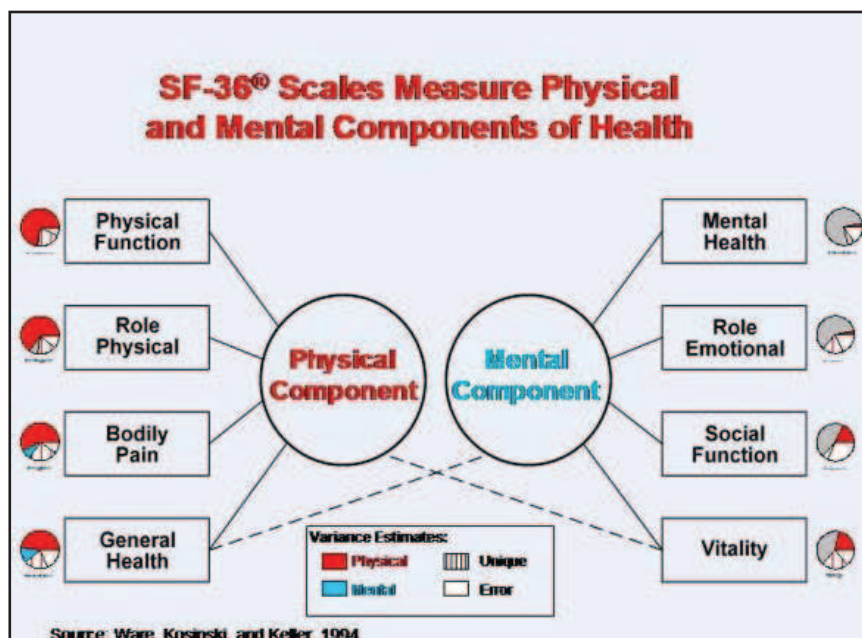 SF-36® Scales Measure Physical
and Mental Components of Health
Physical
Function
Mental
Health
Role
Physical
Role
Emotional
Physical
Component
Mental
Component
Bodily
Pain
Social
Function
General
Health
Vitality
Variance Estimates:
Physical
Unique
Mental
Error
Source: Ware, Kosinski, and Keller, 1994